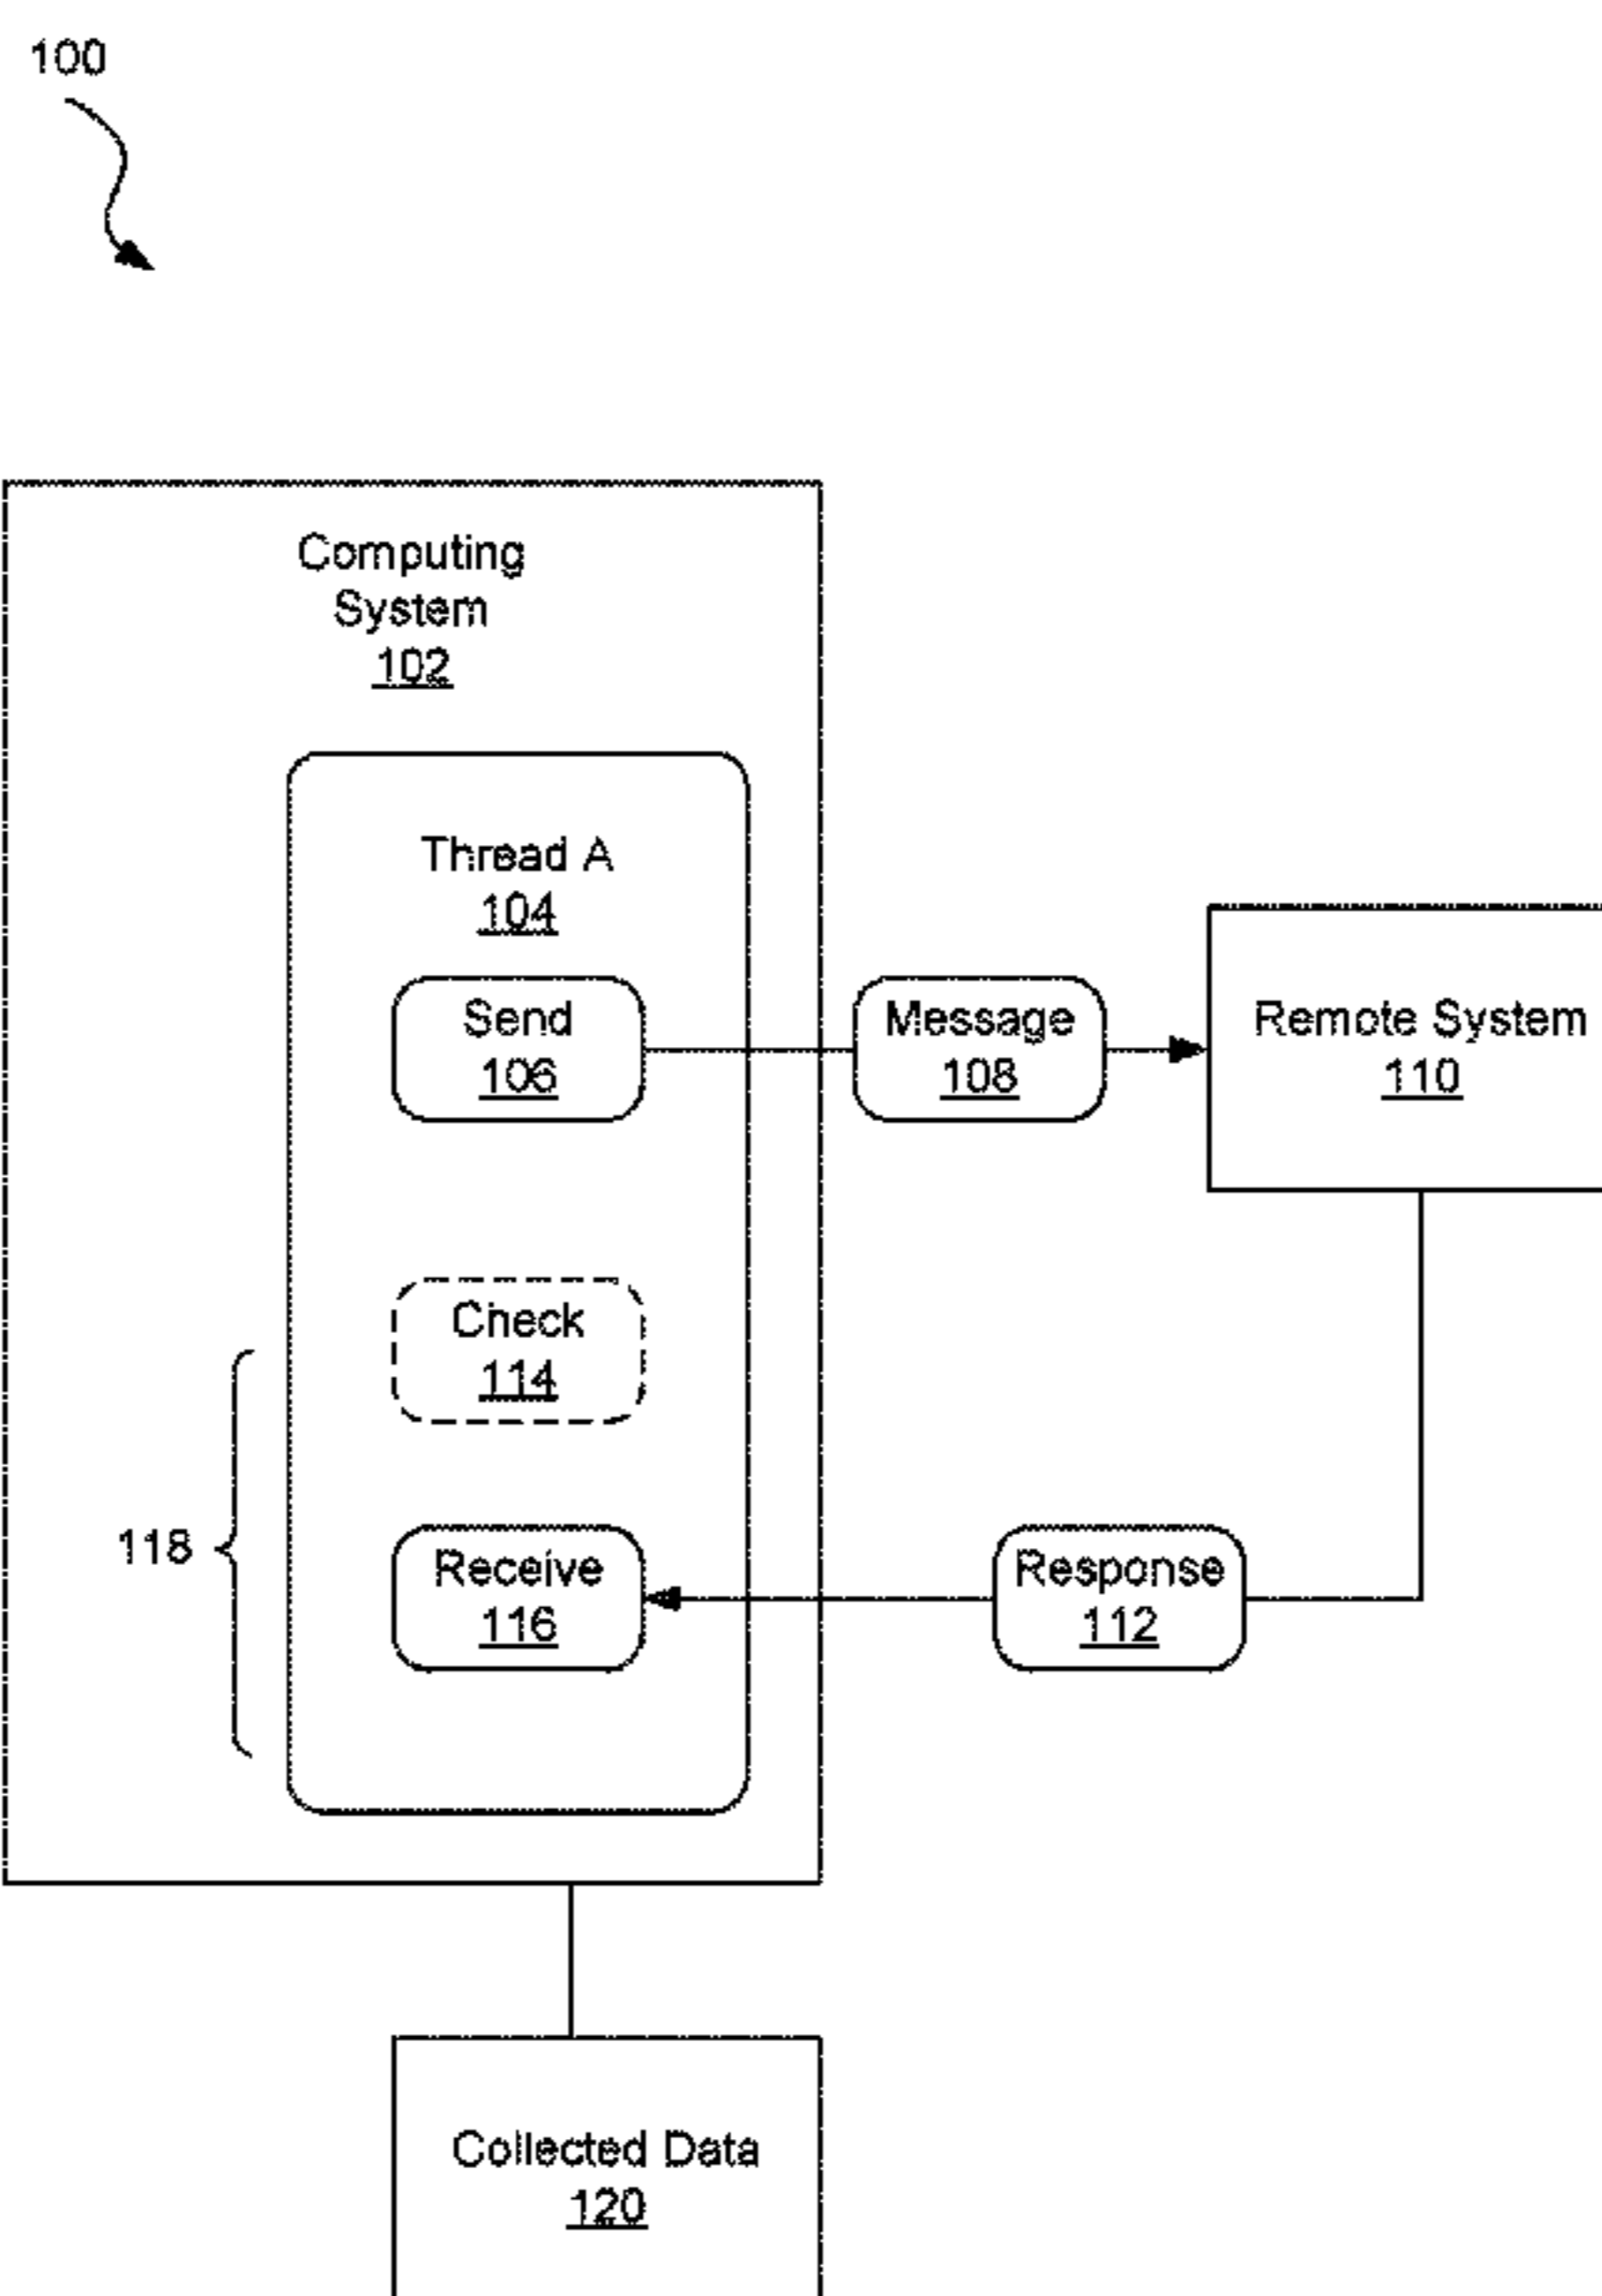 100
Computing
System
102
Thread A
104
Send
106
Message
108
Remote System
110
Check
114
118
Receive
116
Response
112
Collected Data
120